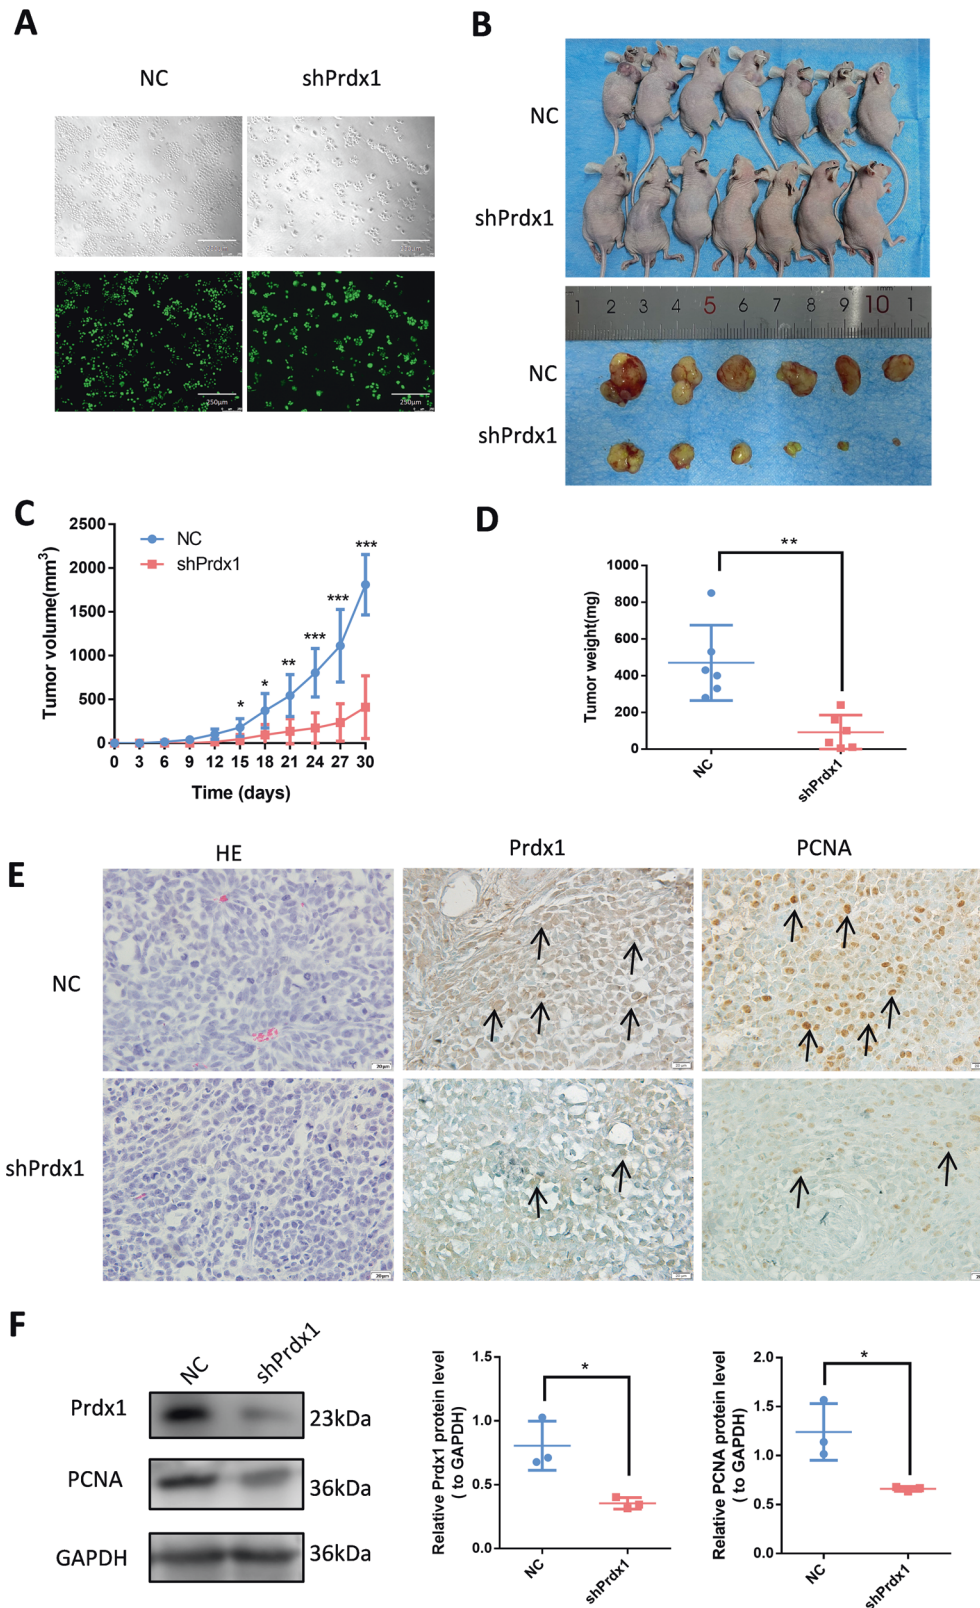 A
NC
shPrdx1
250μm
250μm
B
NC
shPrdx1
mm
1 2 3 4 5 6 7 8 9 10 1
NC
shPrdx1
C
Tumor volume(mm3)
2500
2000
1500
1000
500
0
NC
shPrdx1
* * ** *** *** ***
0 3 6 9 12 15 18 21 24 27 30
Time (days)
D
Tumor weight(mg)
1000
800
600
400
200
0
**
NC
shPrdx1
E
HE
Prdx1
PCNA
NC
20μm
shPrdx1
20μm
F
NC
shPrdx1
Prdx1
23kDa
PCNA
36kDa
GAPDH
36kDa
Relative Prdx1 protein level
( to GAPDH)
1.5
1.0
0.5
0.0
*
NC
shPrdx1
Relative PCNA protein level
( to GAPDH)
2.0
1.5
1.0
0.5
0.0
*
NC
shPrdx1